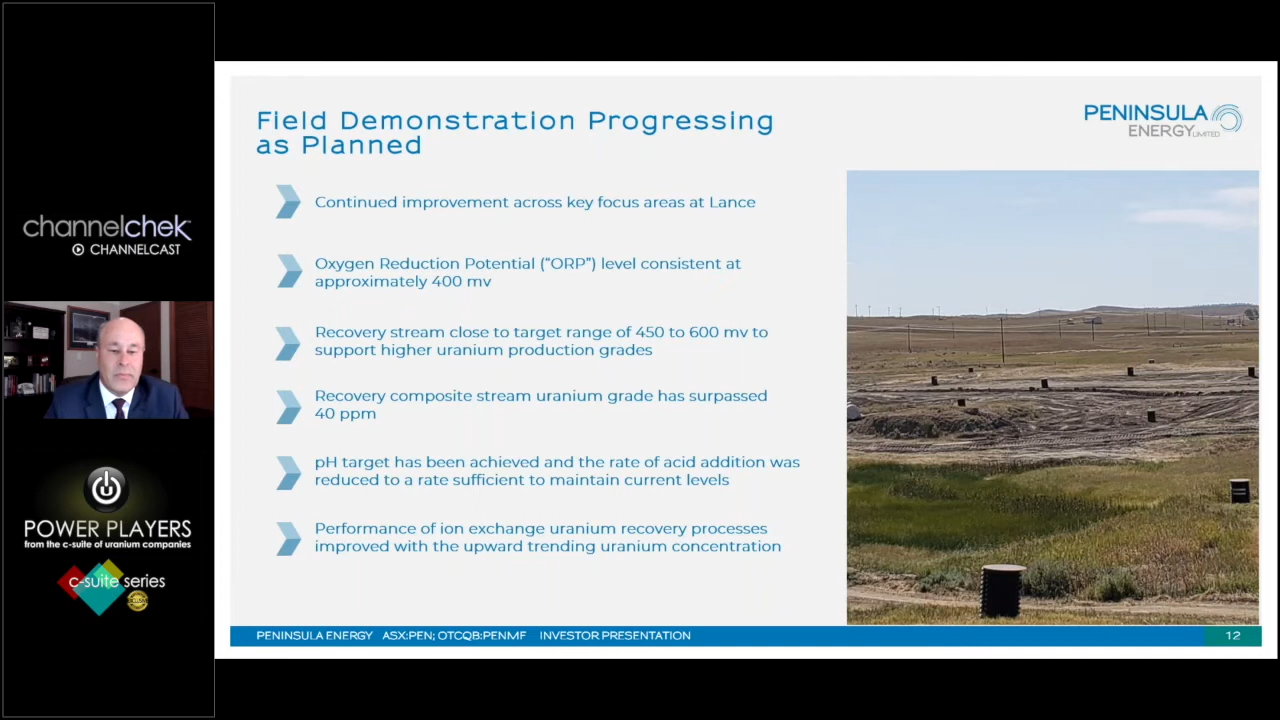 channelchek
CHANNELCAST
POWER PLAYERS
from the c-suite of uranium companies
c-suite series
Field Demonstration Progressing
as Planned
PENINSULA
ENERGY LIMITED
Continued improvement across key focus areas at Lance
Oxygen Reduction Potential (“ORP”) level consistent at
approximately 400 mv
Recovery stream close to target range of 450 to 600 mv to
support higher uranium production grades
Recovery composite stream uranium grade has surpassed
40 ppm
pH target has been achieved and the rate of acid addition was
reduced to a rate sufficient to maintain current levels
Performance of ion exchange uranium recovery processes
improved with the upward trending uranium concentration
PENINSULA ENERGY ASX:PEN; OTCQB:PENMF INVESTOR PRESENTATION
12